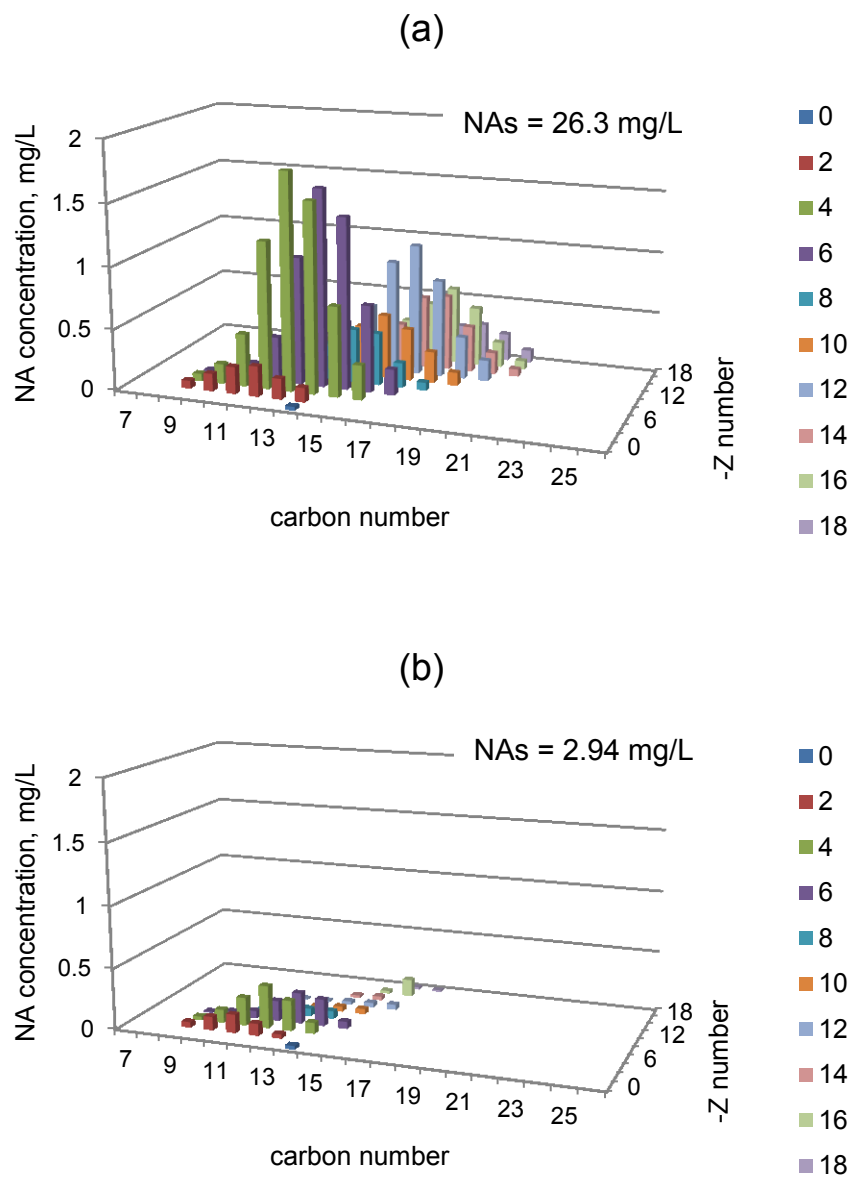 (a)
NAs = 26.3 mg/L
NA concentration, mg/L
2
1.5
1
0.5
0
7 9 11 13 15 17 19 21 23 25
carbon number
0 6 12 18
-Z number
0
2
4
6
8
10
12
14
16
18
(b)
NAs = 2.94 mg/L
NA concentration, mg/L
2
1.5
1
0.5
0
7 9 11 13 15 17 19 21 23 25
carbon number
0 6 12 18
-Z number
0
2
4
6
8
10
12
14
16
18